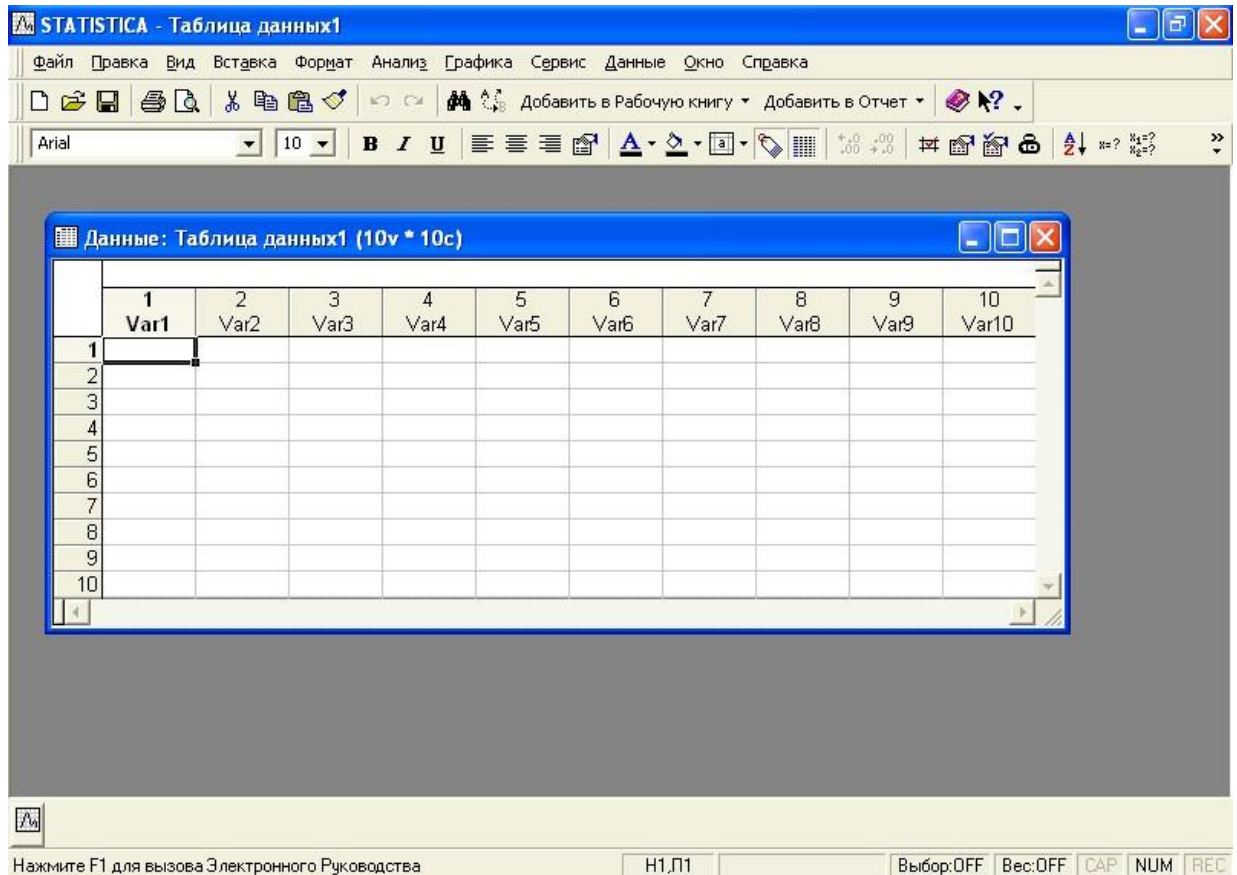 STATISTICA - Таблица данных1
Файл Правка Вид Вставка Формат Анализ Графика Сервис Данные Окно Справка
Добавить в Рабочую книгу Добавить в Отчет
Arial 10 B I U A a x=? x1=? x2=?
Данные: Таблица данных1 (10v * 10c)
1 2 3 4 5 6 7 8 9 10
Var1 Var2 Var3 Var4 Var5 Var6 Var7 Var8 Var9 Var10
1
2
3
4
5
6
7
8
9
10
Нажмите F1 для вызова Электронного Руководства Н1,П1 Выбор:OFF Вес:OFF CAP NUM REC